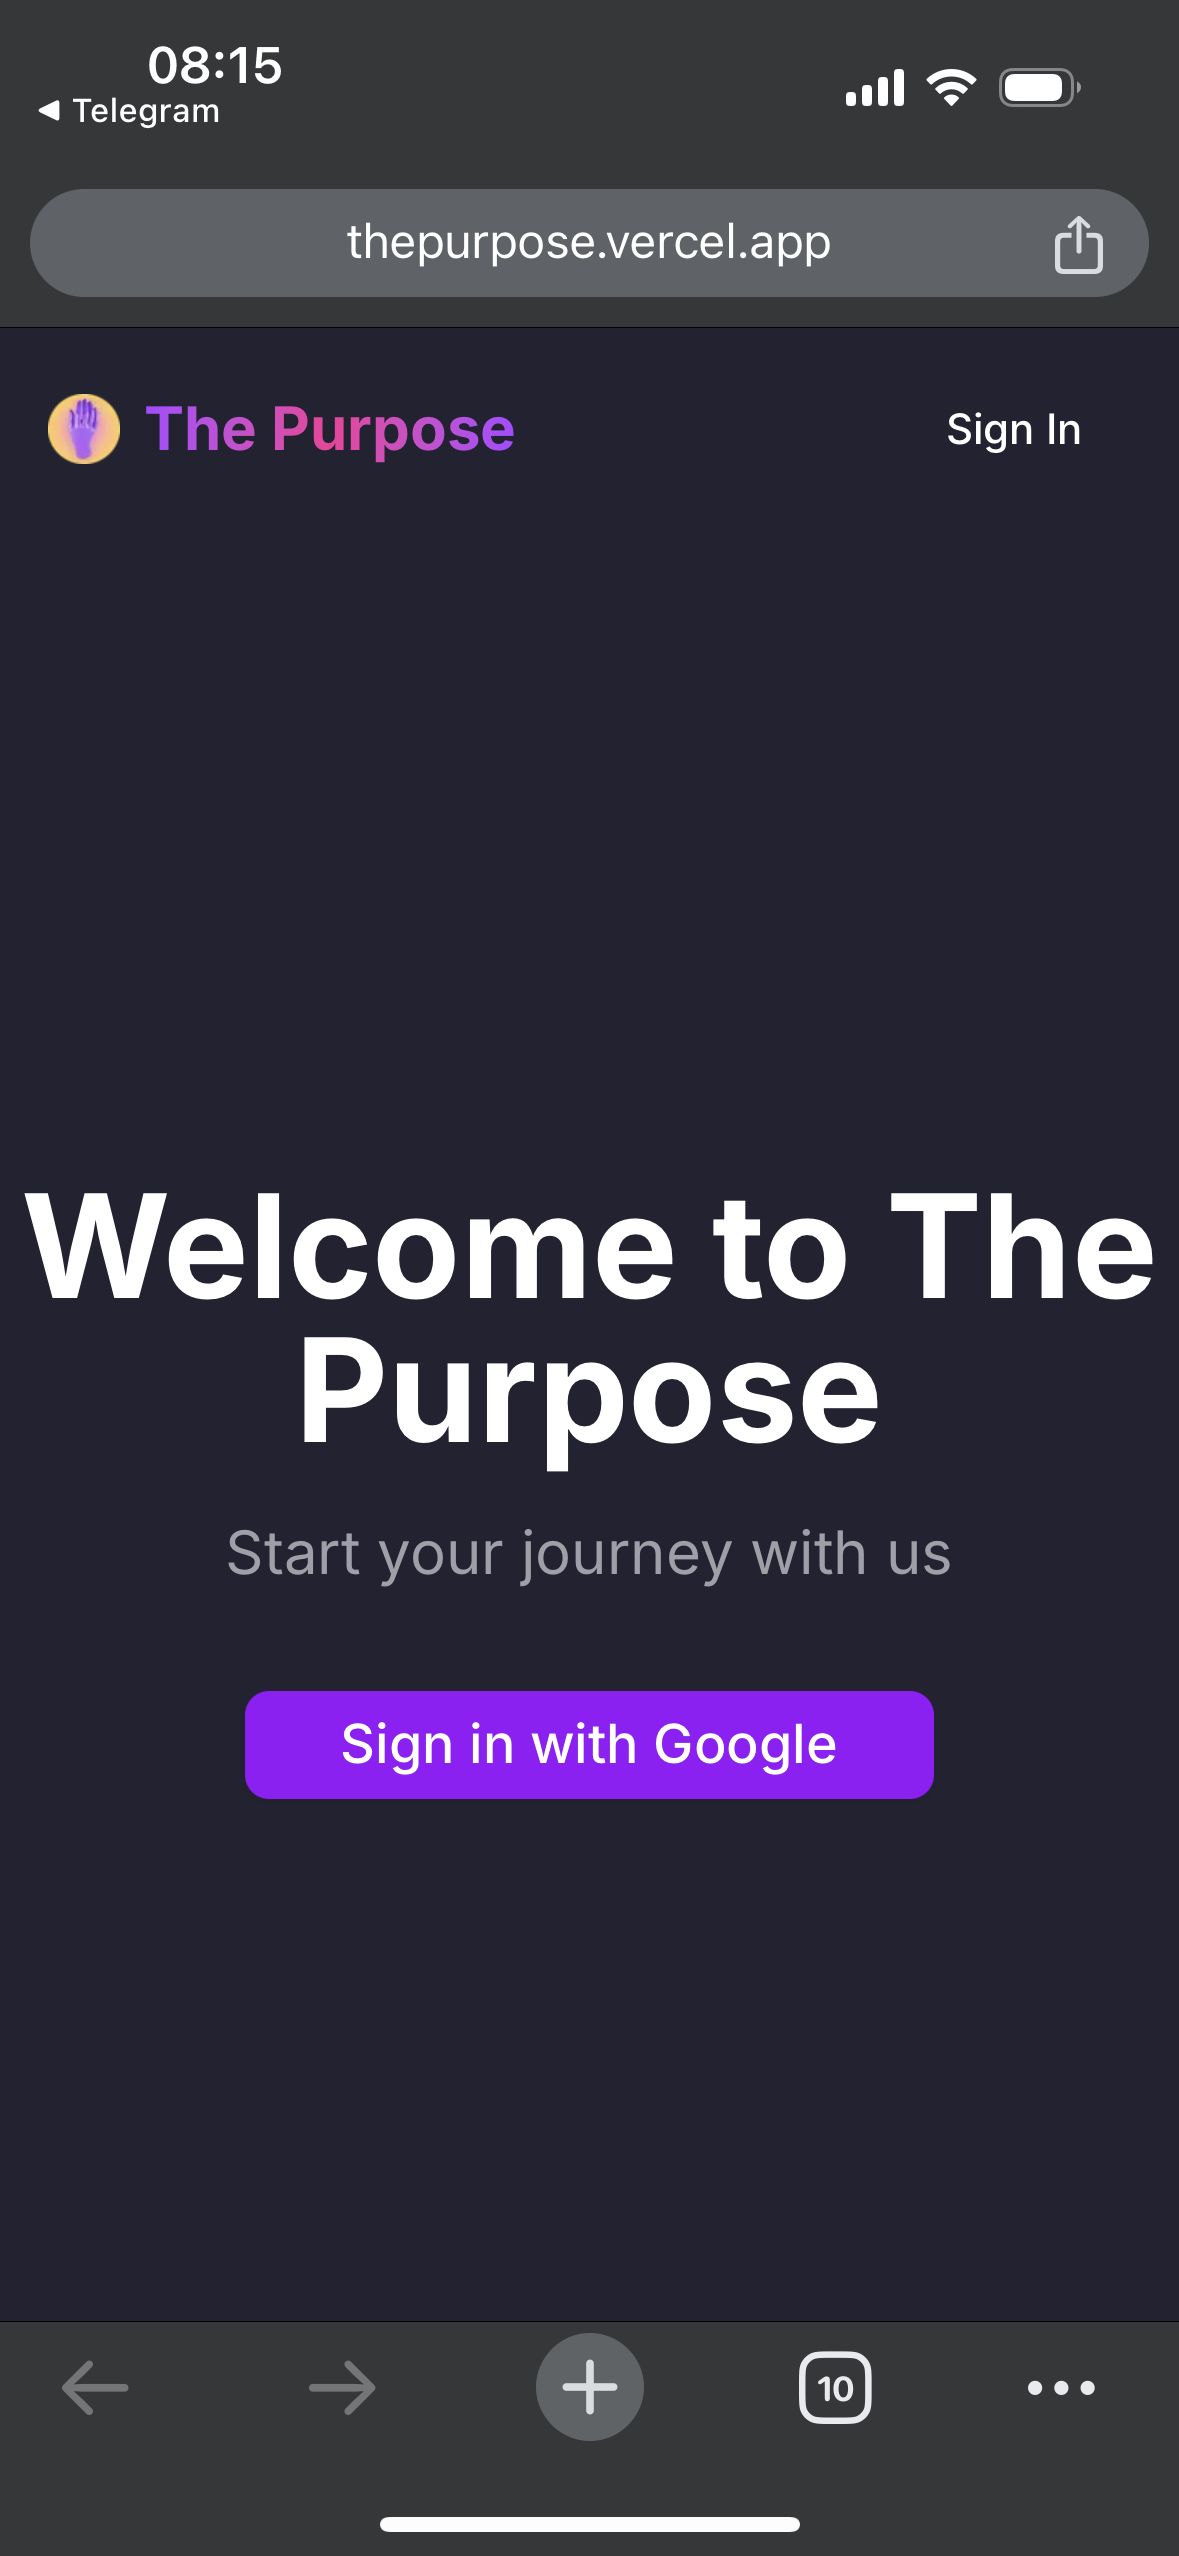 08:15
Telegram
thepurpose.vercel.app
The Purpose
Sign In
Welcome to The
Purpose
Start your journey with us
Sign in with Google
10